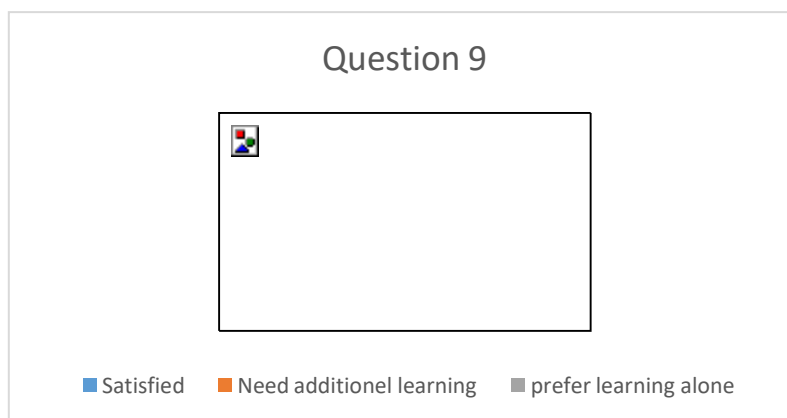 Question 9
Satisfied Need additionel learning prefer learning alone